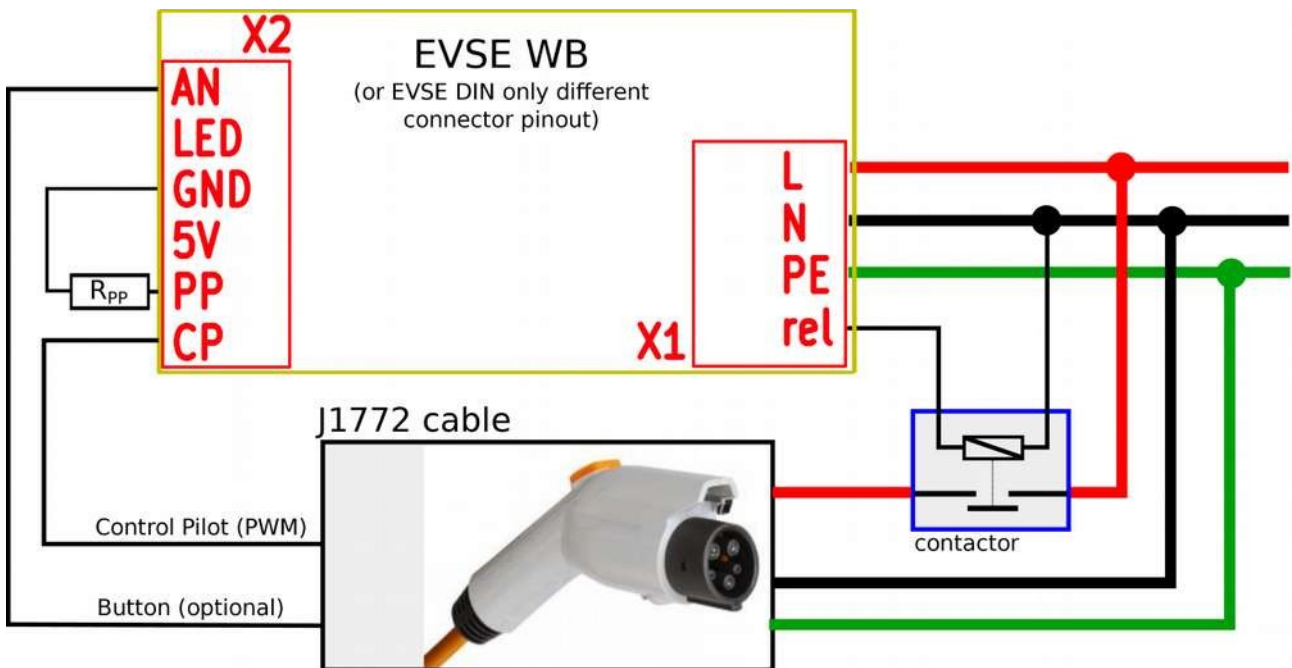 X2
EVSE WB
(or EVSE DIN only different
connector pinout)
AN
LED
GND
5V
PP
CP
RPP
L
N
PE
rel
X1
J1772 cable
Control Pilot (PWM)
Button (optional)
contactor